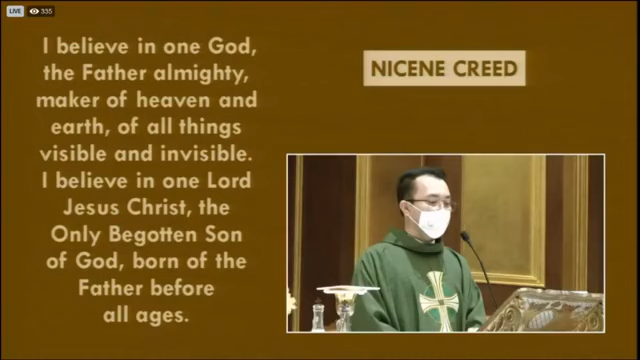 LIVE 335
I believe in one God,
the Father almighty,
maker of heaven and
earth, of all things
visible and invisible.
I believe in one Lord
Jesus Christ, the
Only Begotten Son
of God, born of the
Father before
all ages.
NICENE CREED